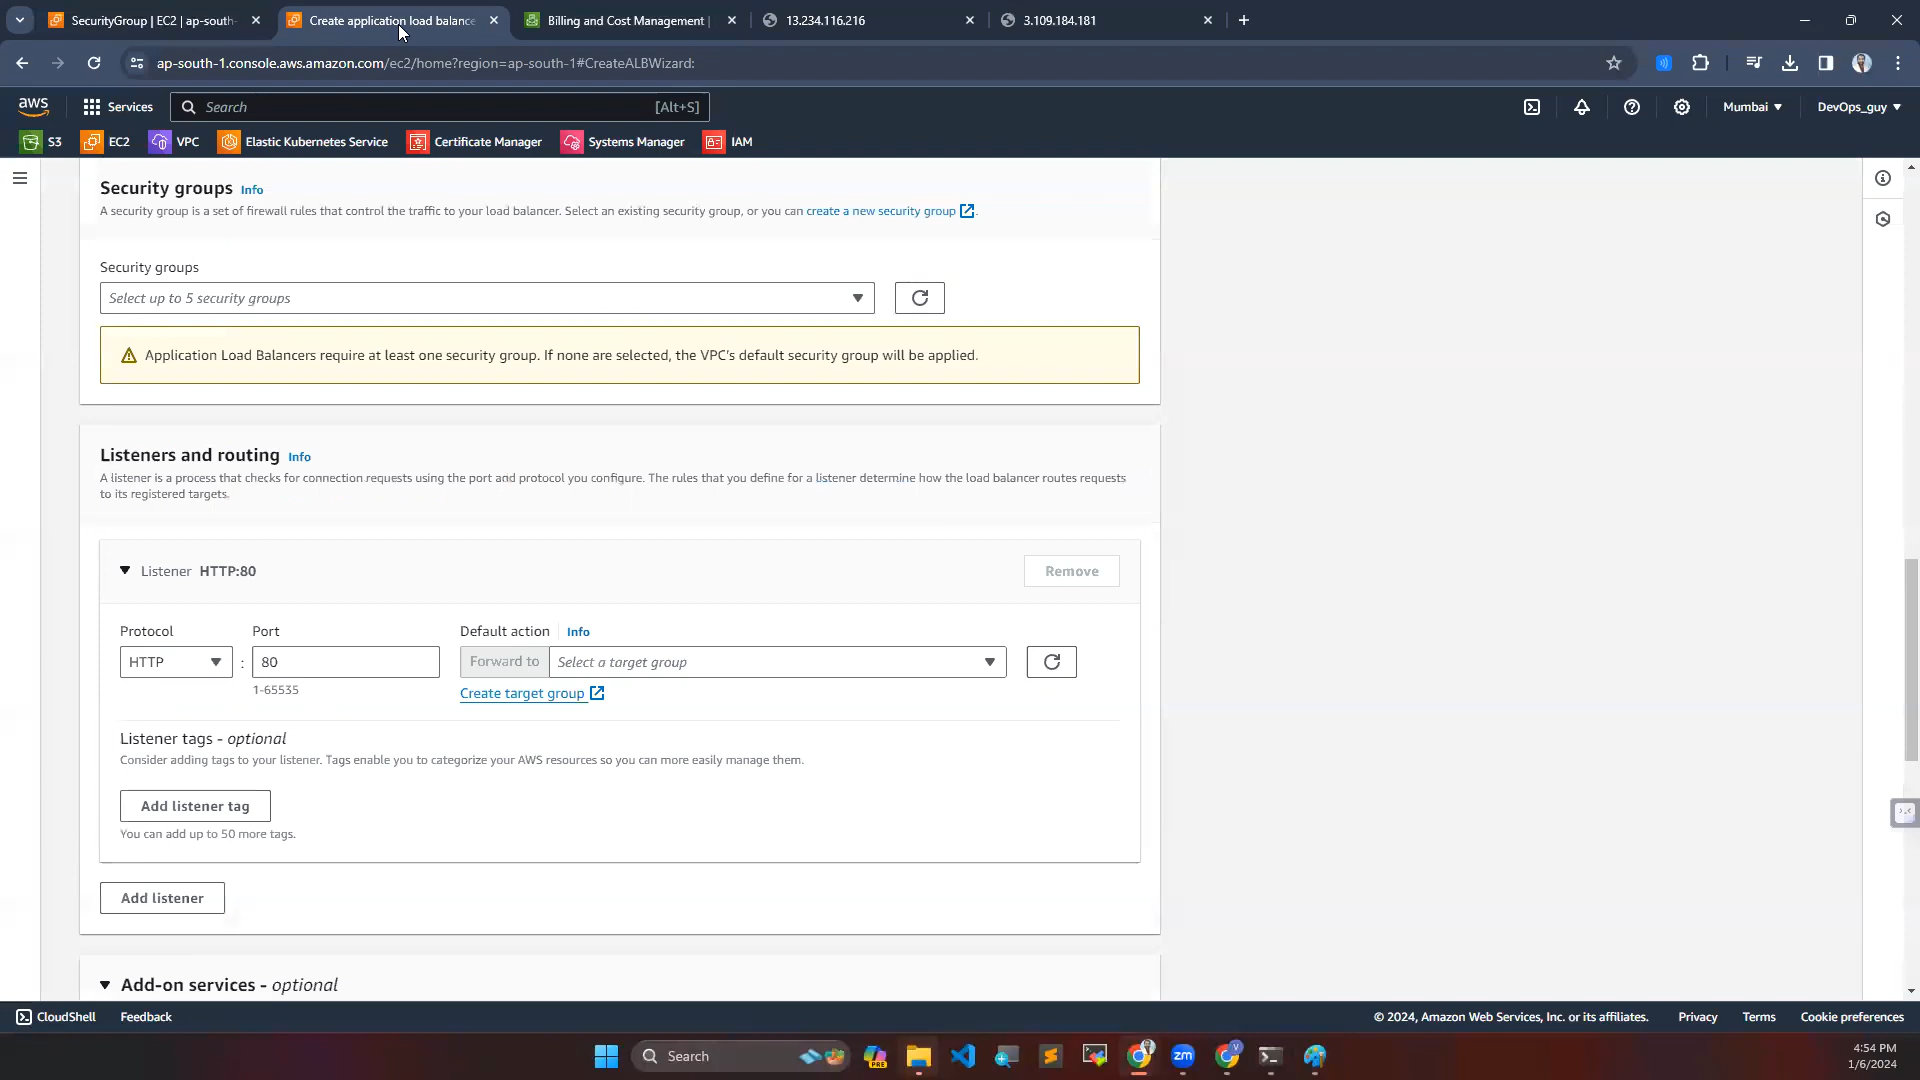 SecurityGroup | EC2 | ap-south-
Create application load balance
Billing and Cost Management |
13.234.116.216
3.109.184.181
ap-south-1.console.aws.amazon.com/ec2/home?region=ap-south-1#CreateALBWizard:
aws
Services
Search
[Alt+S]
Mumbai
DevOps_guy
S3
EC2
VPC
Elastic Kubernetes Service
Certificate Manager
Systems Manager
IAM
Security groups Info
A security group is a set of firewall rules that control the traffic to your load balancer. Select an existing security group, or you can create a new security group.
Security groups
Select up to 5 security groups
Application Load Balancers require at least one security group. If none are selected, the VPC's default security group will be applied.
Listeners and routing Info
A listener is a process that checks for connection requests using the port and protocol you configure. The rules that you define for a listener determine how the load balancer routes requests
to its registered targets.
Listener HTTP:80
Remove
Protocol
Port
Default action
Info
HTTP
:
80
Forward to
Select a target group
1-65535
Create target group
Listener tags - optional
Consider adding tags to your listener. Tags enable you to categorize your AWS resources so you can more easily manage them.
Add listener tag
You can add up to 50 more tags.
Add listener
Add-on services - optional
CloudShell
Feedback
© 2024, Amazon Web Services, Inc. or its affiliates.
Privacy
Terms
Cookie preferences
Search
PRE
zm
V
4:54 PM
1/6/2024